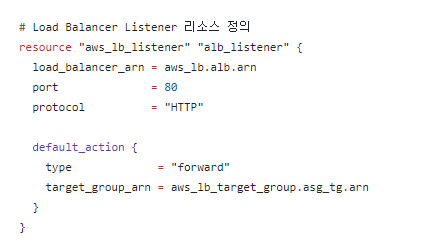 # Load Balancer Listener 리소스 정의
resource "aws_lb_listener" "alb_listener" {
  load_balancer_arn = aws_lb.alb.arn
  port              = 80
  protocol          = "HTTP"

  default_action {
    type             = "forward"
    target_group_arn = aws_lb_target_group.asg_tg.arn
  }
}